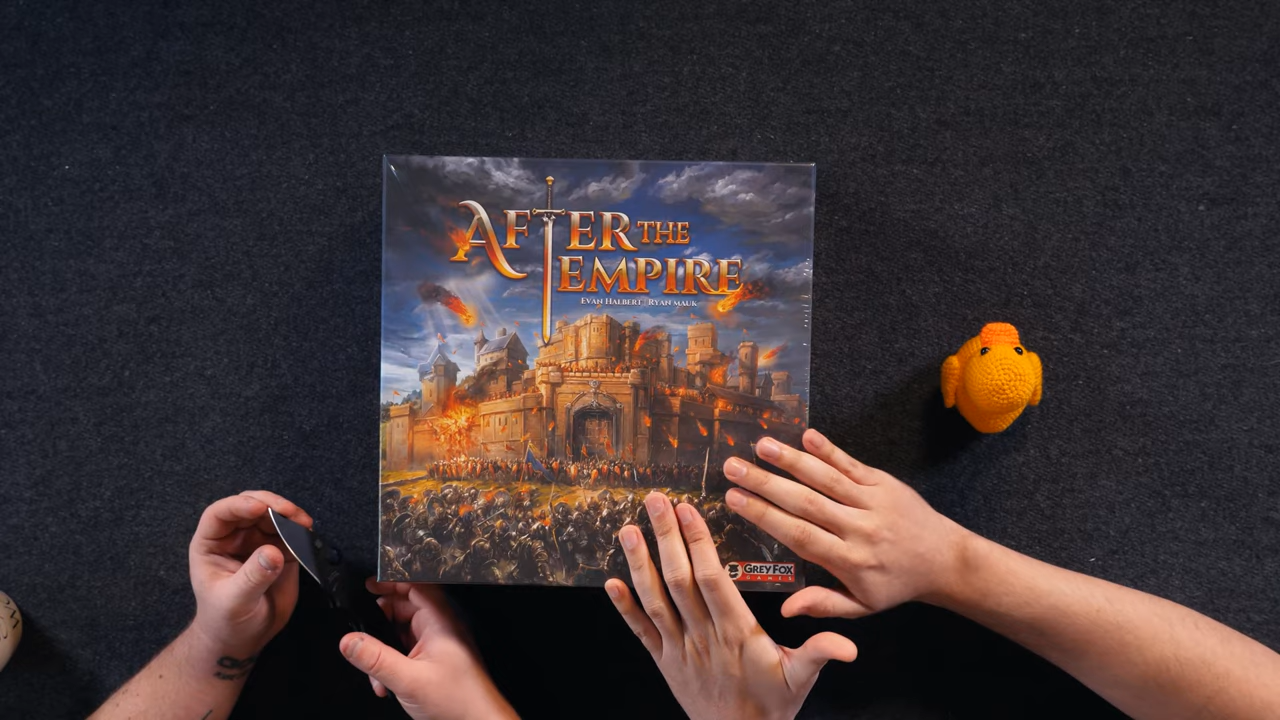 AFTER THE
EMPIRE
EVAN HALBERT | RYAN MAUK
GREY FOX
GAMES